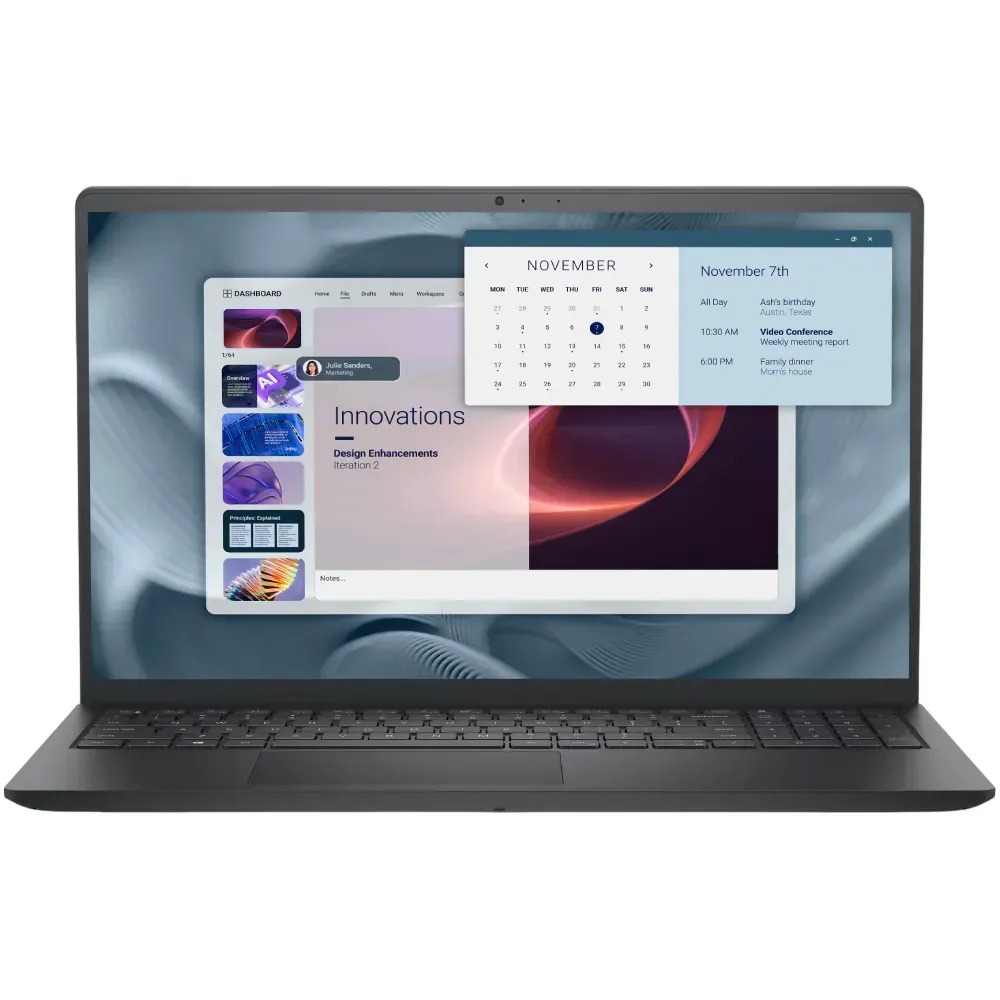 DASHBOARD
Home File Drafts Menu Workspace
1/64
Overview
AI
Principles: Explained
Julie Sanders,
Marketing
Innovations
Design Enhancements
Iteration 2
Notes...
NOVEMBER
MON TUE WED THU FRI SAT SUN
27 28 29 30 31 1 2
3 4 5 6 7 8 9
10 11 12 13 14 15 16
17 18 19 20 21 22 23
24 25 26 27 28 29 30
November 7th
All Day Ash's birthday
Austin, Texas
10:30 AM Video Conference
Weekly meeting report
6:00 PM Family dinner
Mom's house